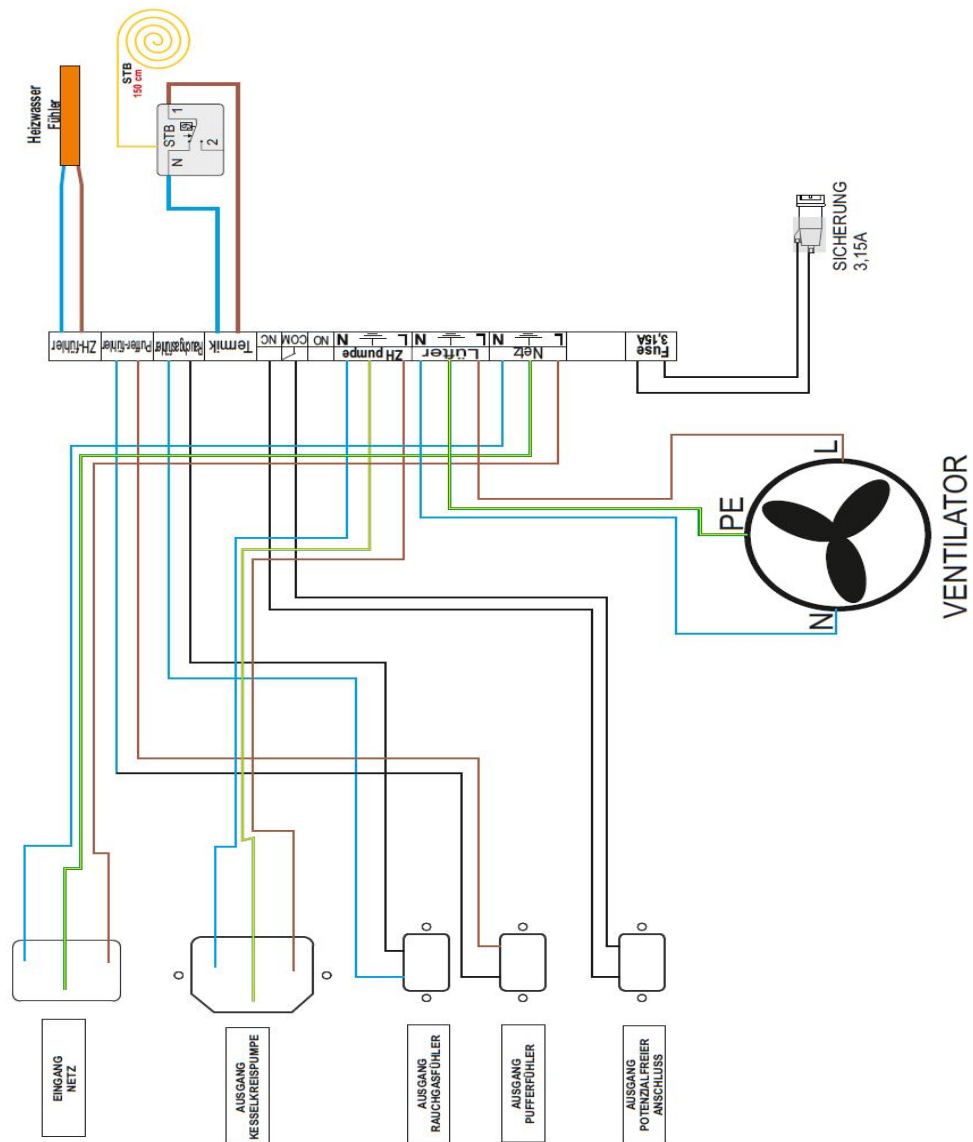 Heizwasser
Fühler
STB
150 cm
STB
N
1
2
ZH-fühler
Puffer-fühler
Rauchgasfühler
Termik
NC
COM
NO
N
L
ZH pumpe
N
L
Lüfter
N
L
Netz
Fuse
3,15A
SICHERUNG
3,15A
PE
L
N
VENTILATOR
EINGANG
NETZ
AUSGANG
KESSELKREISPUMPE
AUSGANG
RAUCHGASFÜHLER
AUSGANG
PUFFERFÜHLER
AUSGANG
POTENZIALFREIER
ANSCHLUSS